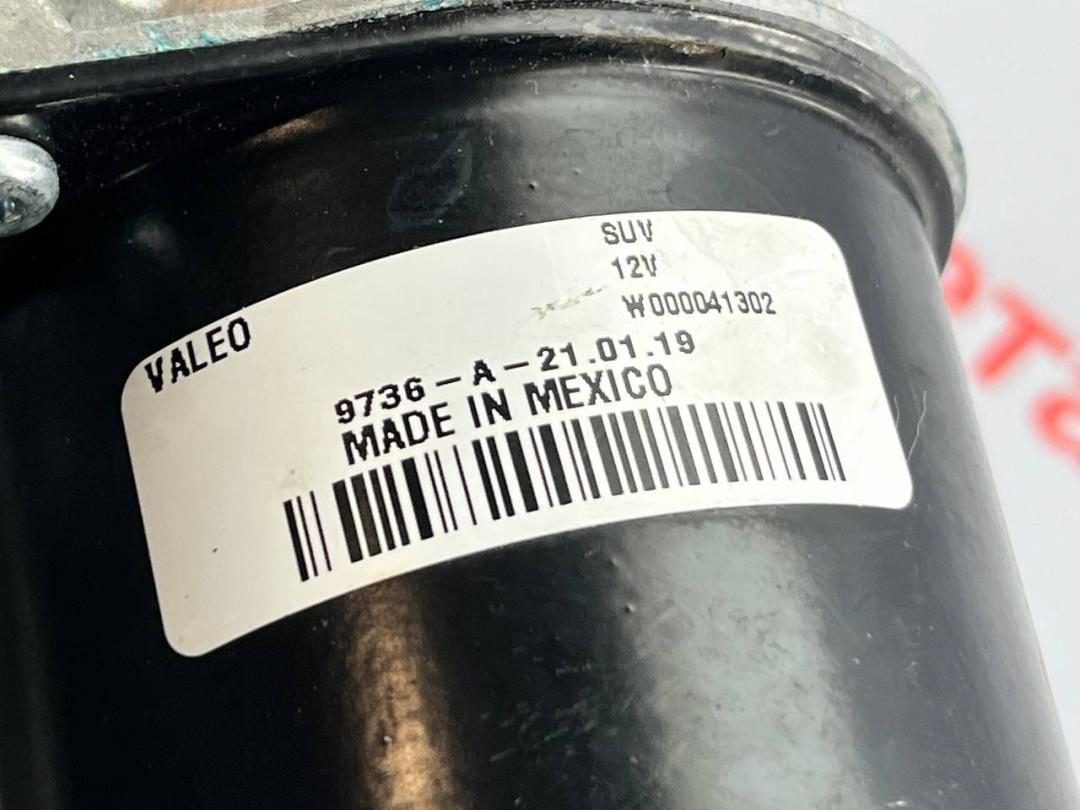 SUV
12V
W000041302
VALEO
9736-A-21.01.19
MADE IN MEXICO